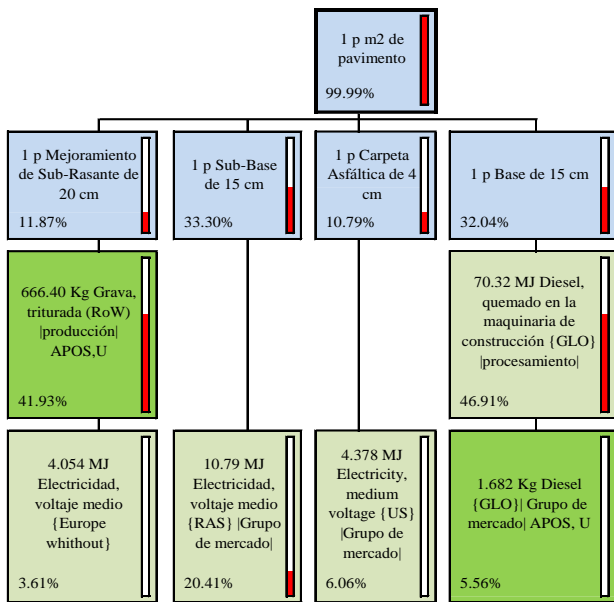 1 p m2 de
pavimento
99.99%
1 p Mejoramiento
de Sub-Rasante de
20 cm
11.87%
1 p Sub-Base
de 15 cm
33.30%
1 p Carpeta
Asfáltica de 4
cm
10.79%
1 p Base de 15 cm
32.04%
666.40 Kg Grava,
triturada (RoW)
|producción|
APOS,U
41.93%
70.32 MJ Diesel,
quemado en la
maquinaria de
construcción {GLO}
|procesamiento|
46.91%
4.054 MJ
Electricidad,
voltaje medio
{Europe
whithout}
3.61%
10.79 MJ
Electricidad,
voltaje medio
{RAS} |Grupo
de mercado|
20.41%
4.378 MJ
Electricity,
medium
voltage {US}
|Grupo de
mercado|
6.06%
1.682 Kg Diesel
{GLO}| Grupo de
mercado| APOS, U
5.56%